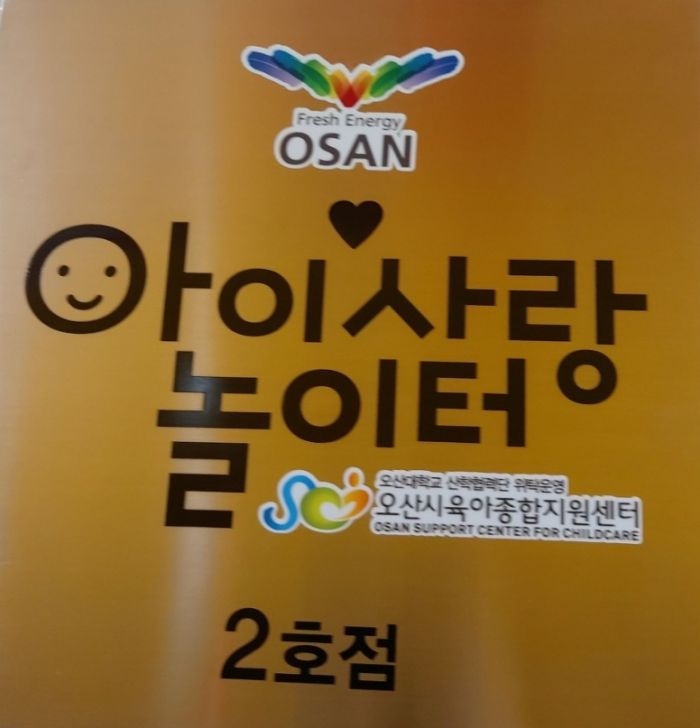 Fresh Energy
OSAN
아이사랑
놀이터
오산대학교 산학협력단 위탁운영
오산시육아종합지원센터
OSAN SUPPORT CENTER FOR CHILDCARE
2호점